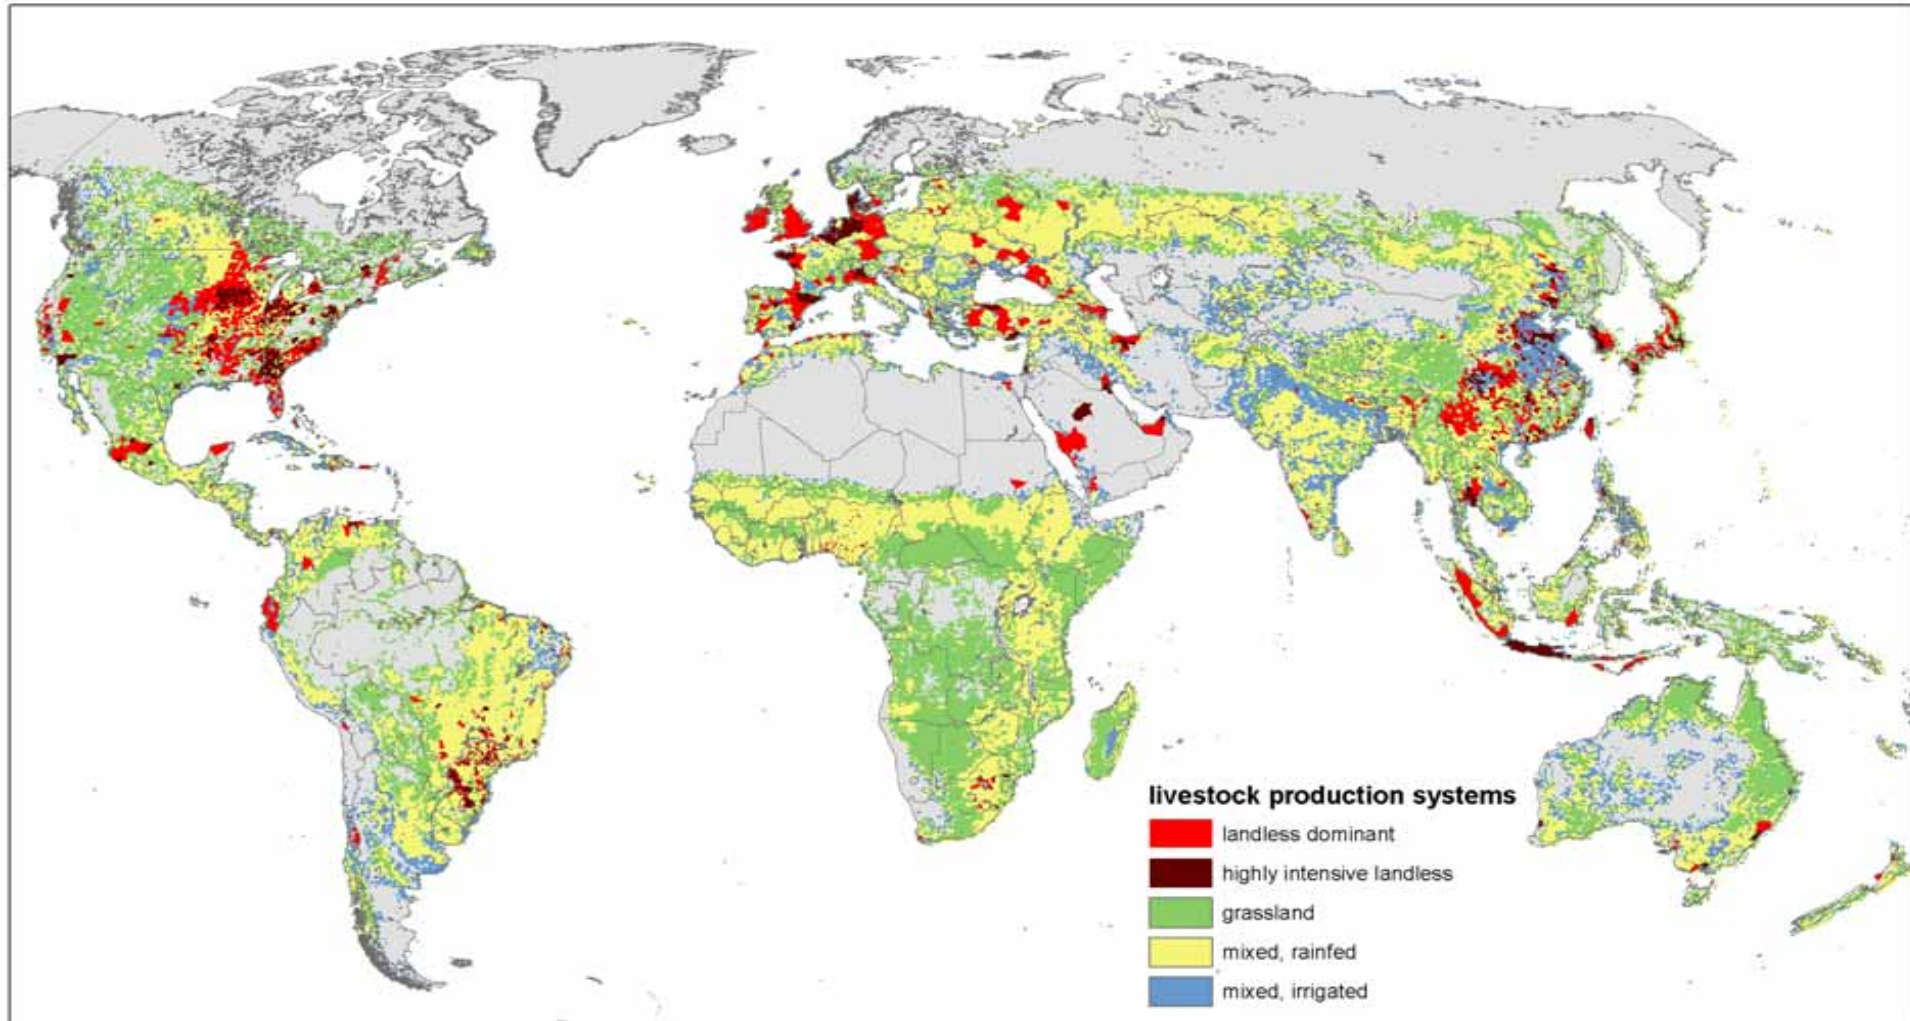 livestock production systems
landless dominant
highly intensive landless
grassland
mixed, rainfed
mixed, irrigated